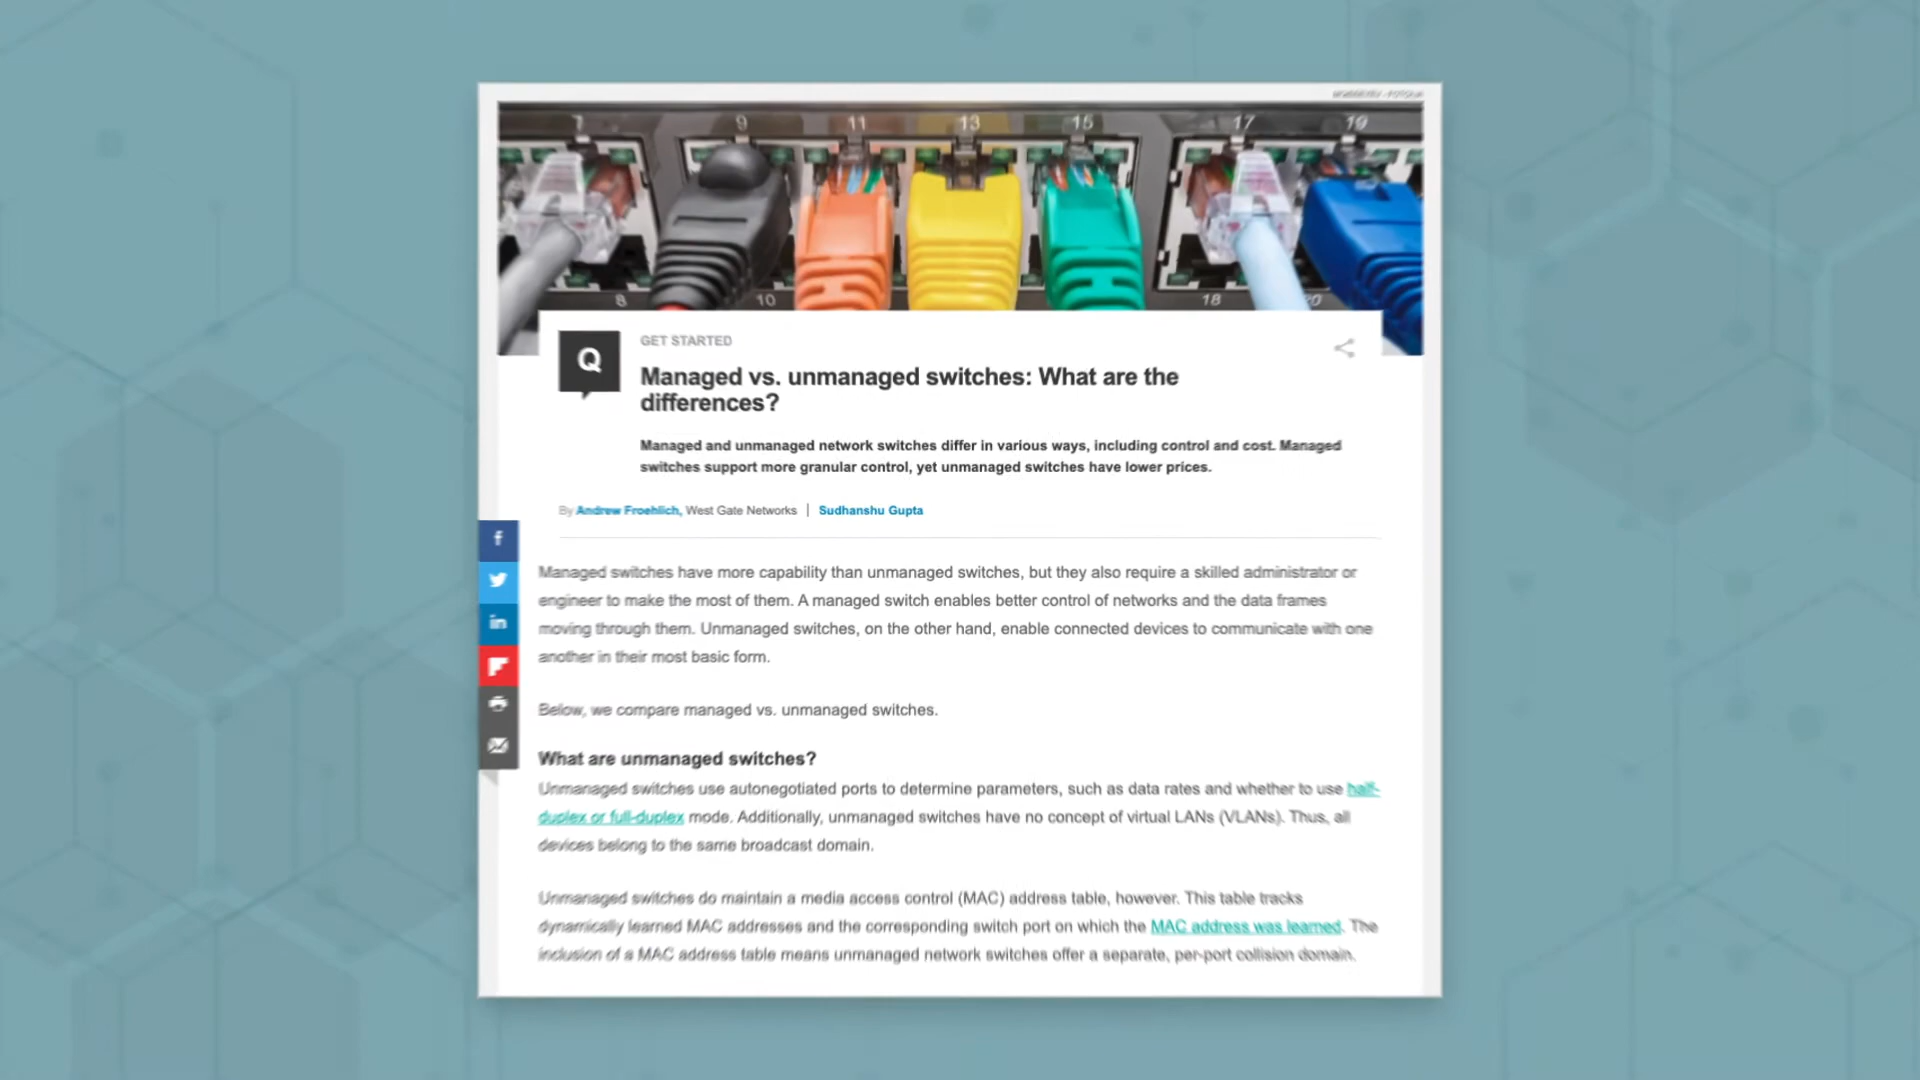 7 9 11 13 15 17 19
8 10 18 20
Q
GET STARTED
Managed vs. unmanaged switches: What are the
differences?
Managed and unmanaged network switches differ in various ways, including control and cost. Managed
switches support more granular control, yet unmanaged switches have lower prices.
By Andrew Froehlich, West Gate Networks | Sudhanshu Gupta
f
in
Managed switches have more capability than unmanaged switches, but they also require a skilled administrator or
engineer to make the most of them. A managed switch enables better control of networks and the data frames
moving through them. Unmanaged switches, on the other hand, enable connected devices to communicate with one
another in their most basic form.
Below, we compare managed vs. unmanaged switches.
What are unmanaged switches?
Unmanaged switches use autonegotiated ports to determine parameters, such as data rates and whether to use half-
duplex or full-duplex mode. Additionally, unmanaged switches have no concept of virtual LANs (VLANs). Thus, all
devices belong to the same broadcast domain.
Unmanaged switches do maintain a media access control (MAC) address table, however. This table tracks
dynamically learned MAC addresses and the corresponding switch port on which the MAC address was learned. The
inclusion of a MAC address table means unmanaged network switches offer a separate, per-port collision domain.